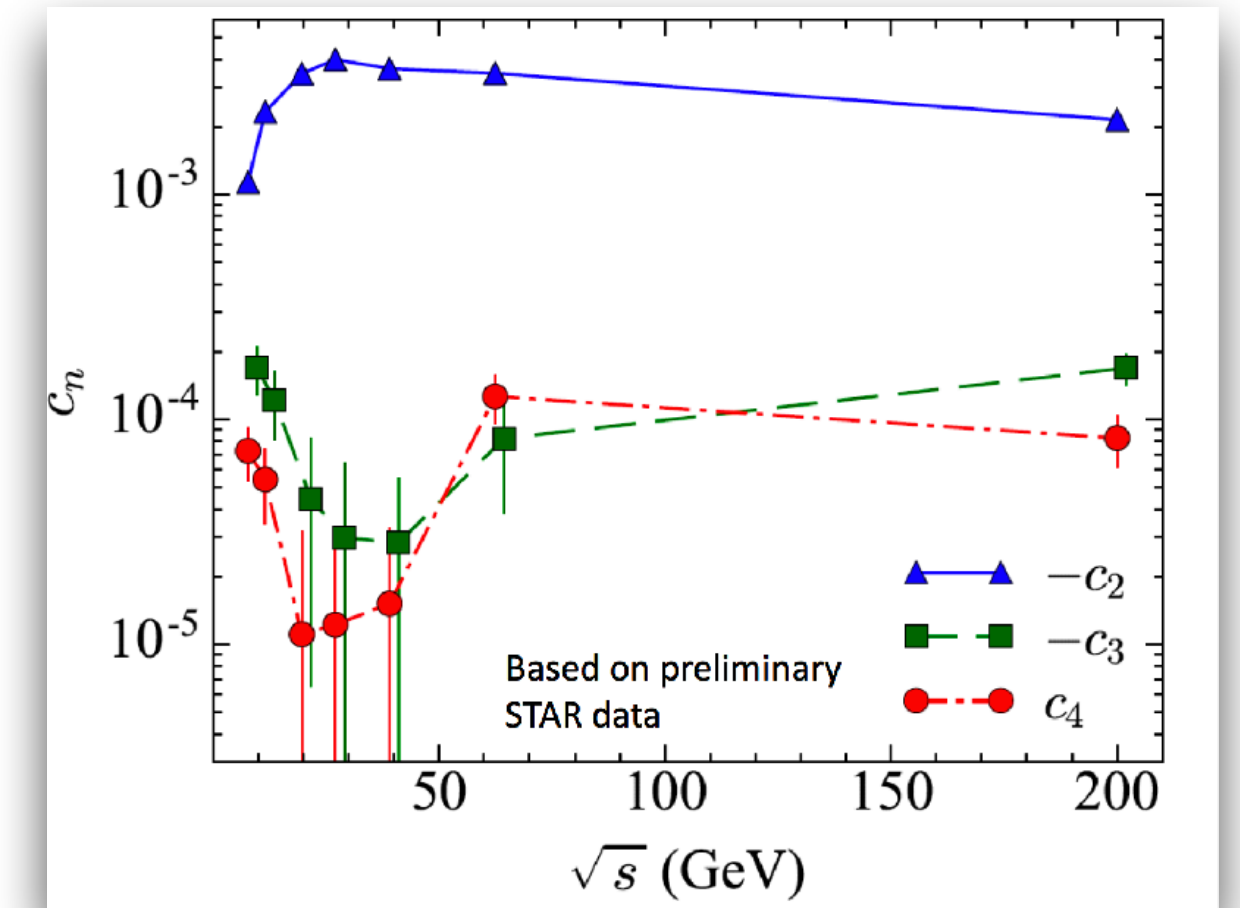 10⁻³
10⁻⁴
10⁻⁵
cₙ
−c₂
−c₃
c₄
Based on preliminary
STAR data
50 100 150 200
√s (GeV)